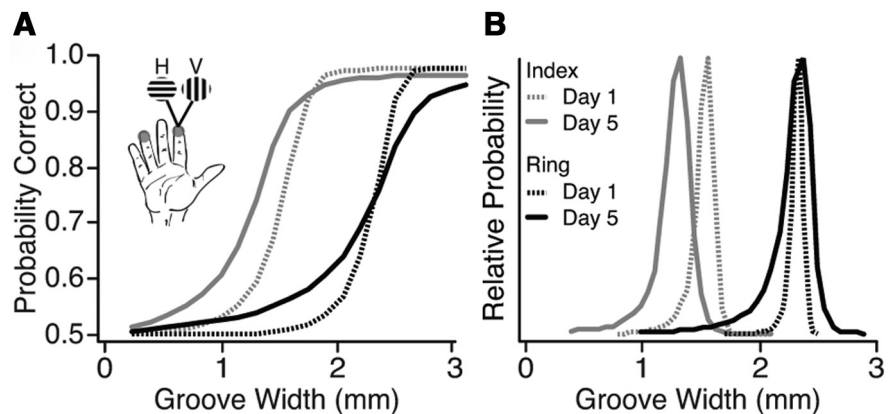 A
H V
1.0
0.9
0.8
0.7
0.6
0.5
Probability Correct
0 1 2 3
Groove Width (mm)
B
Relative Probability
Index
Day 1
Day 5
Ring
Day 1
Day 5
0 1 2 3
Groove Width (mm)